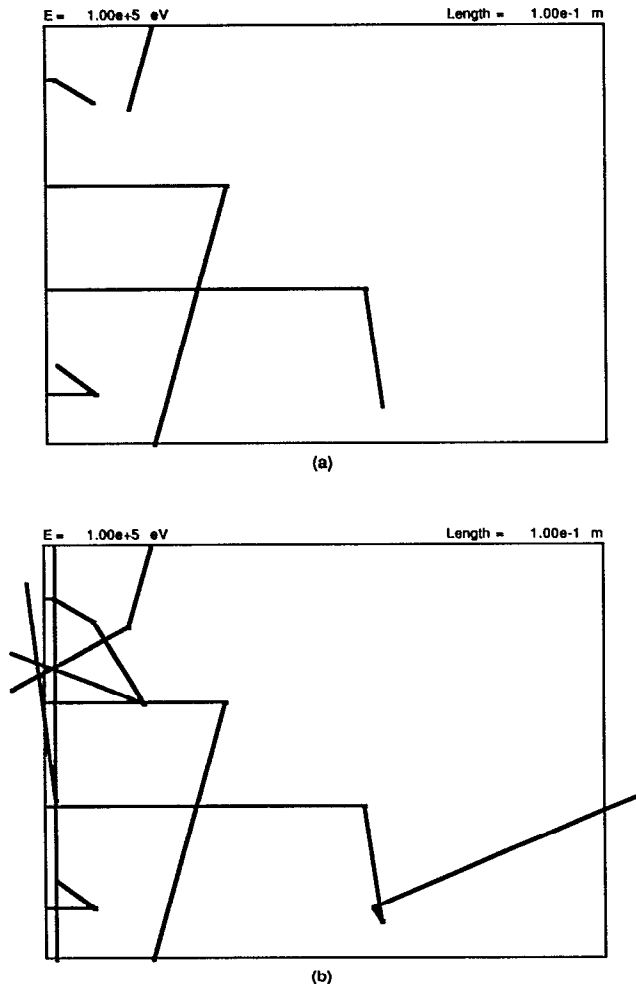 E = 1.00e+5 eV Length = 1.00e-1 m
(a)
E = 1.00e+5 eV Length = 1.00e-1 m
(b)